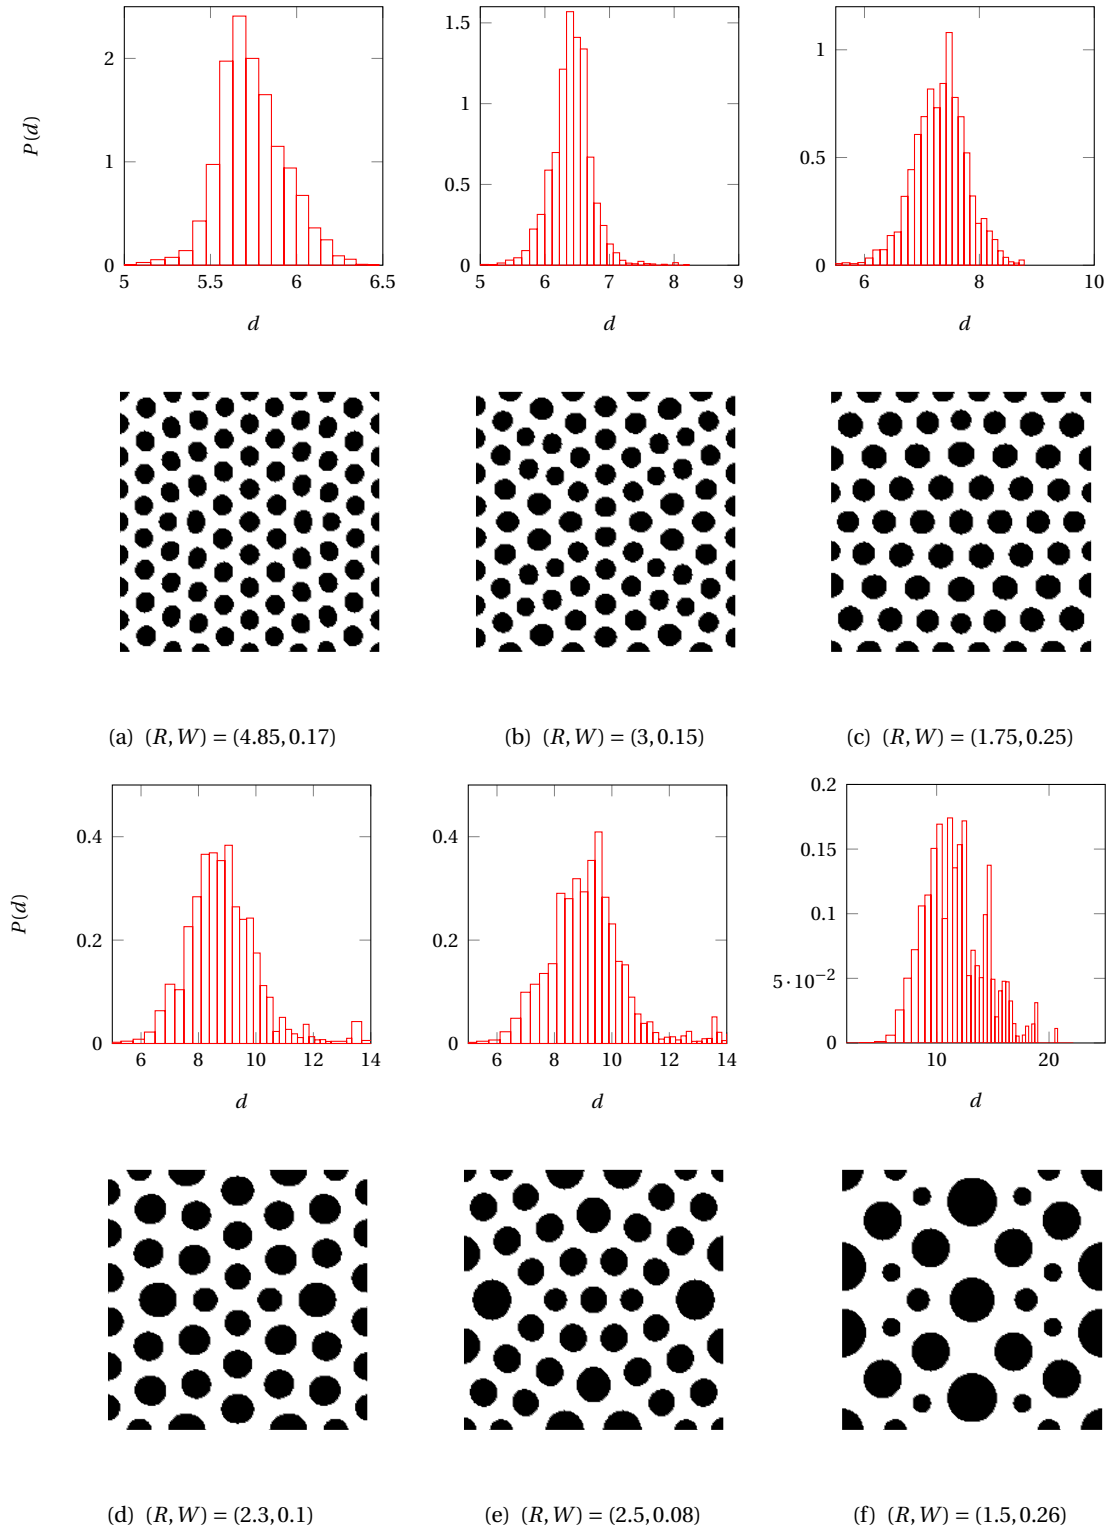 2
1
0
5
5.5
6
6.5
P(d)
d
1.5
1
0.5
0
5
6
7
8
9
d
1
0.5
0
6
8
10
d
(a) (R, W) = (4.85, 0.17)
(b) (R, W) = (3, 0.15)
(c) (R, W) = (1.75, 0.25)
0.4
0.2
0
6
8
10
12
14
P(d)
d
0.4
0.2
0
6
8
10
12
14
d
0.2
0.15
0.1
5 · 10⁻²
0
10
20
d
(d) (R, W) = (2.3, 0.1)
(e) (R, W) = (2.5, 0.08)
(f) (R, W) = (1.5, 0.26)